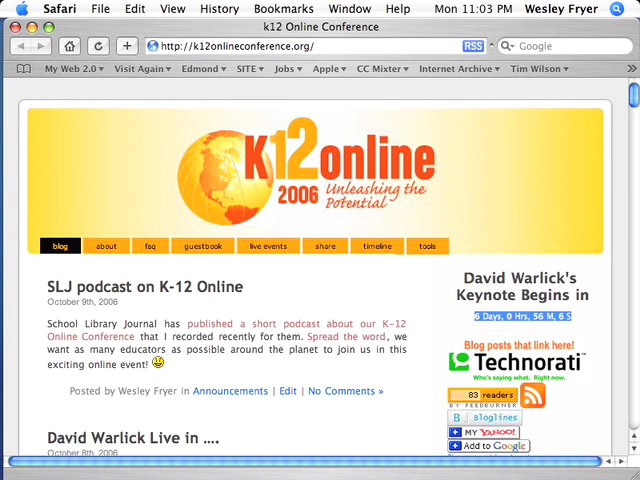 Safari File Edit View History Bookmarks Window Help Mon 11:03 PM Wesley Fryer
k12 Online Conference
http://k12onlineconference.org/ RSS Google
My Web 2.0 Visit Again Edmond SITE Jobs Apple CC Mixter Internet Archive Tim Wilson
K12online
2006 Unleashing the
Potential
blog about faq guestbook live events share timeline tools
SLJ podcast on K-12 Online
October 9th, 2006
School Library Journal has published a short podcast about our K-12
Online Conference that I recorded recently for them. Spread the word, we
want as many educators as possible around the planet to join us in this
exciting online event!
Posted by Wesley Fryer in Announcements | Edit | No Comments »
David Warlick Live in ....
October 8th, 2006
David Warlick's
Keynote Begins in
6 Days, 0 Hrs, 56 M, 6 S
Blog posts that link here!
Technorati
Who's saying what. Right now.
83 readers
BY FEEDBURNER
B Bloglines
MY YAHOO!
Add to Google